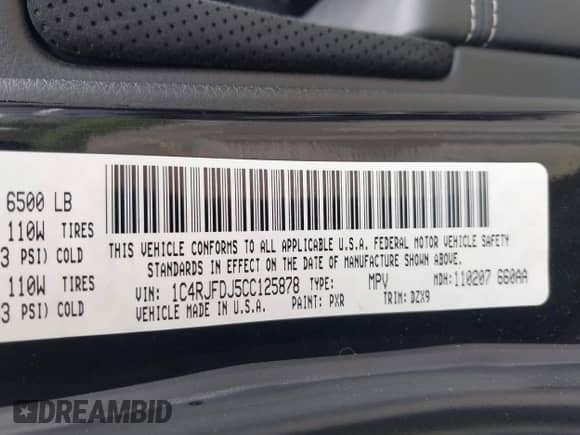 6500 LB
110W TIRES
3 PSI) COLD
110W TIRES
3 PSI) COLD
THIS VEHICLE CONFORMS TO ALL APPLICABLE U.S.A. FEDERAL MOTOR VEHICLE SAFETY
STANDARDS IN EFFECT ON THE DATE OF MANUFACTURE SHOWN ABOVE.
VIN: 1C4RJFDJ5CC125878 TYPE: MPV MDH: 110207 660AA
VEHICLE MADE IN U.S.A. PAINT: PXR TRIM: DZX9
DREAMBID